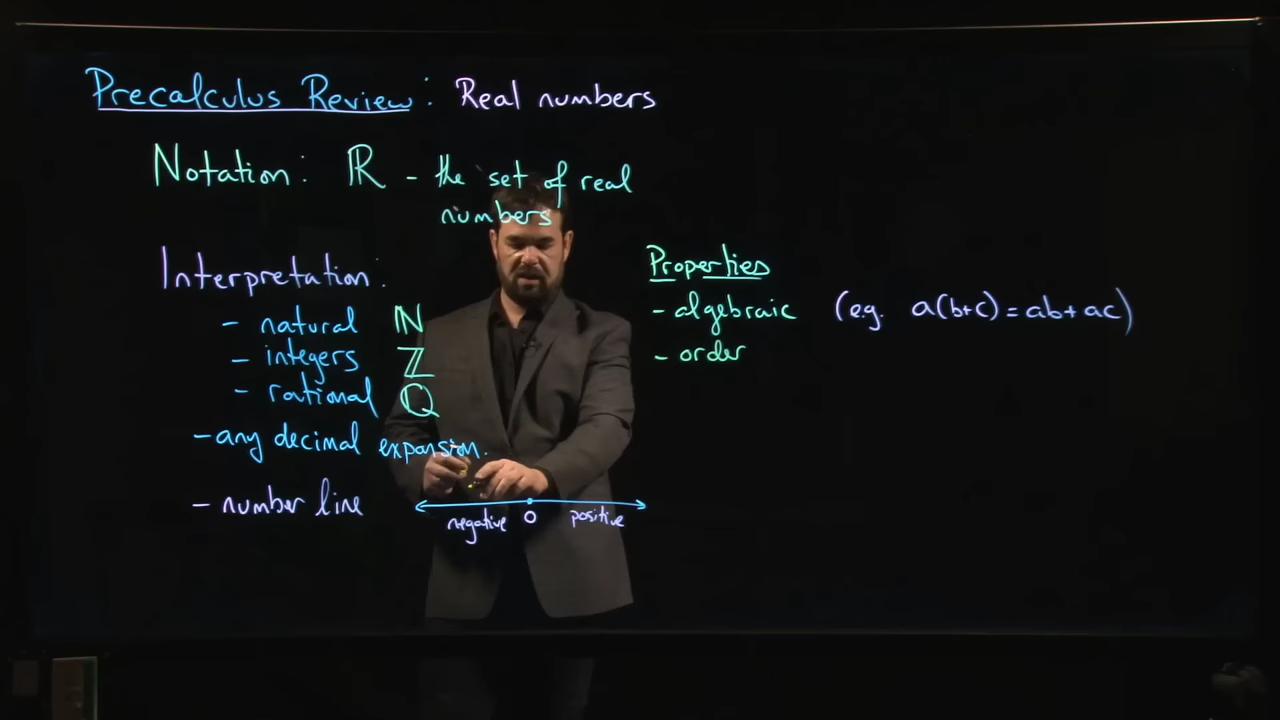 Precalculus Review: Real numbers
Notation: ℝ - the set of real
numbers
Interpretation:
- natural ℕ
- integers ℤ
- rational ℚ
- any decimal expansion.
- number line
negative 0 positive
Properties
- algebraic (e.g. a(b+c) = ab + ac)
- order